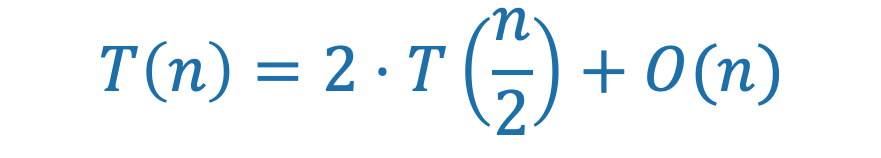 T(n) = 2 · T(n/2) + O(n)